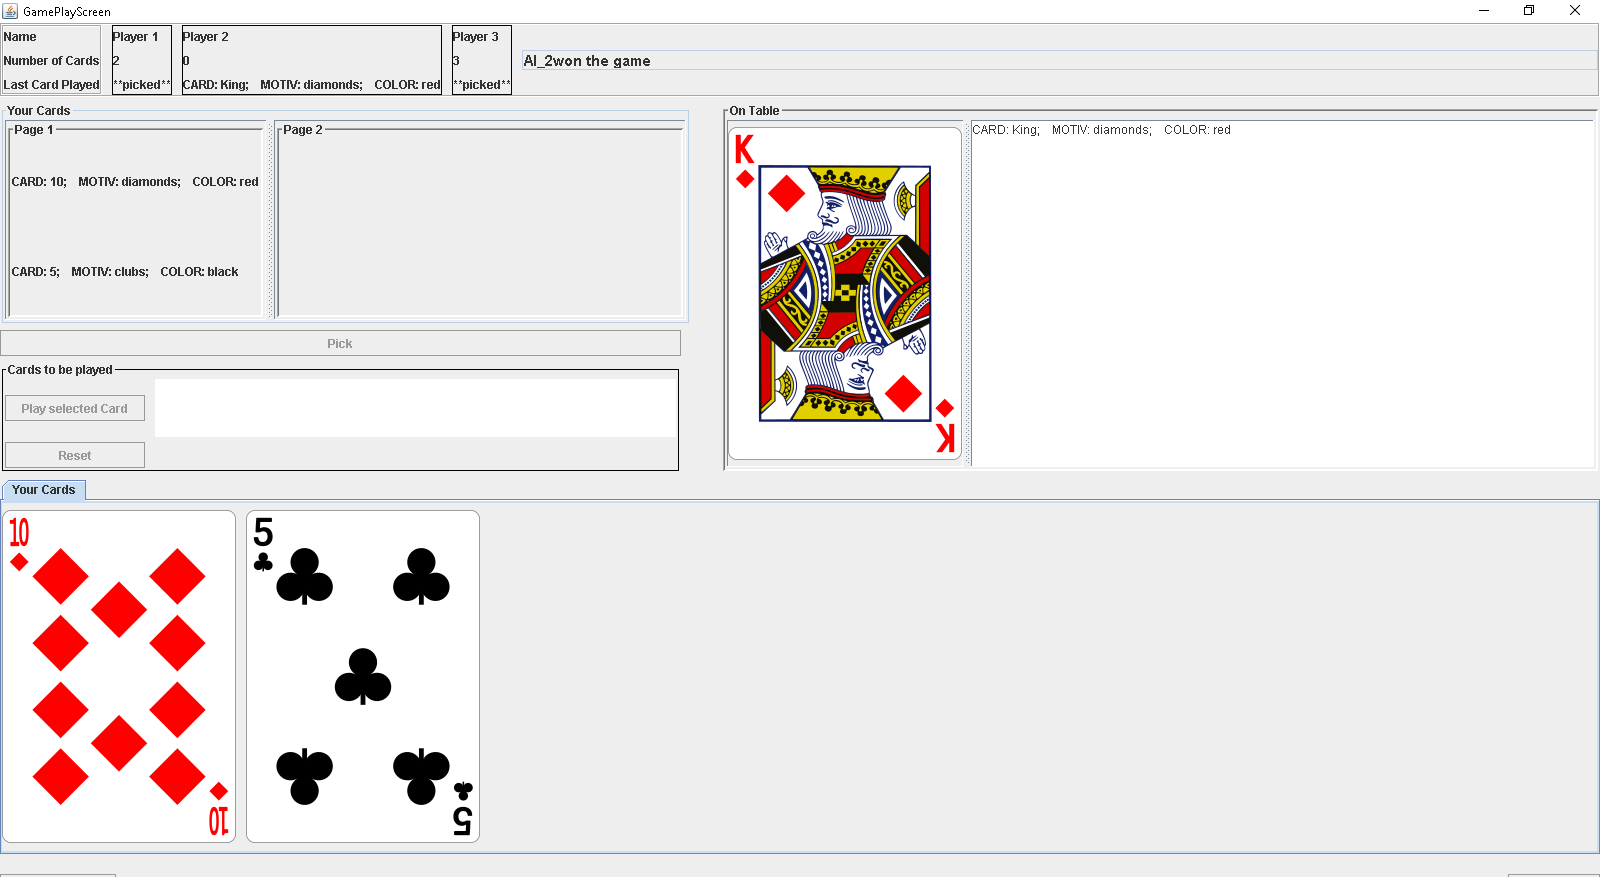 GamePlayScreen
Name
Number of Cards
Last Card Played
Player 1
2
**picked**
Player 2
0
CARD: King; MOTIV: diamonds; COLOR: red
Player 3
3
**picked**
AI_2won the game
Your Cards
Page 1
CARD: 10; MOTIV: diamonds; COLOR: red
CARD: 5; MOTIV: clubs; COLOR: black
Page 2
Pick
Cards to be played
Play selected Card
Reset
On Table
K
K
CARD: King; MOTIV: diamonds; COLOR: red
Your Cards
10
10
5
5